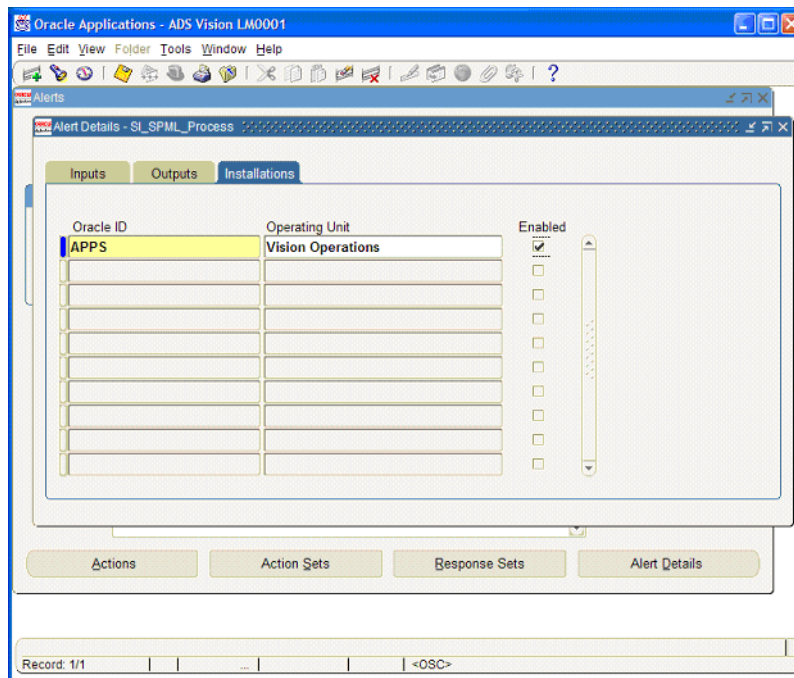 Oracle Applications - ADS Vision LM0001
File Edit View Folder Tools Window Help
Alerts
Alert Details - SI_SPML_Process
Inputs Outputs Installations
Oracle ID Operating Unit Enabled
APPS Vision Operations
Actions Action Sets Response Sets Alert Details
Record: 1/1 ... <OSC>